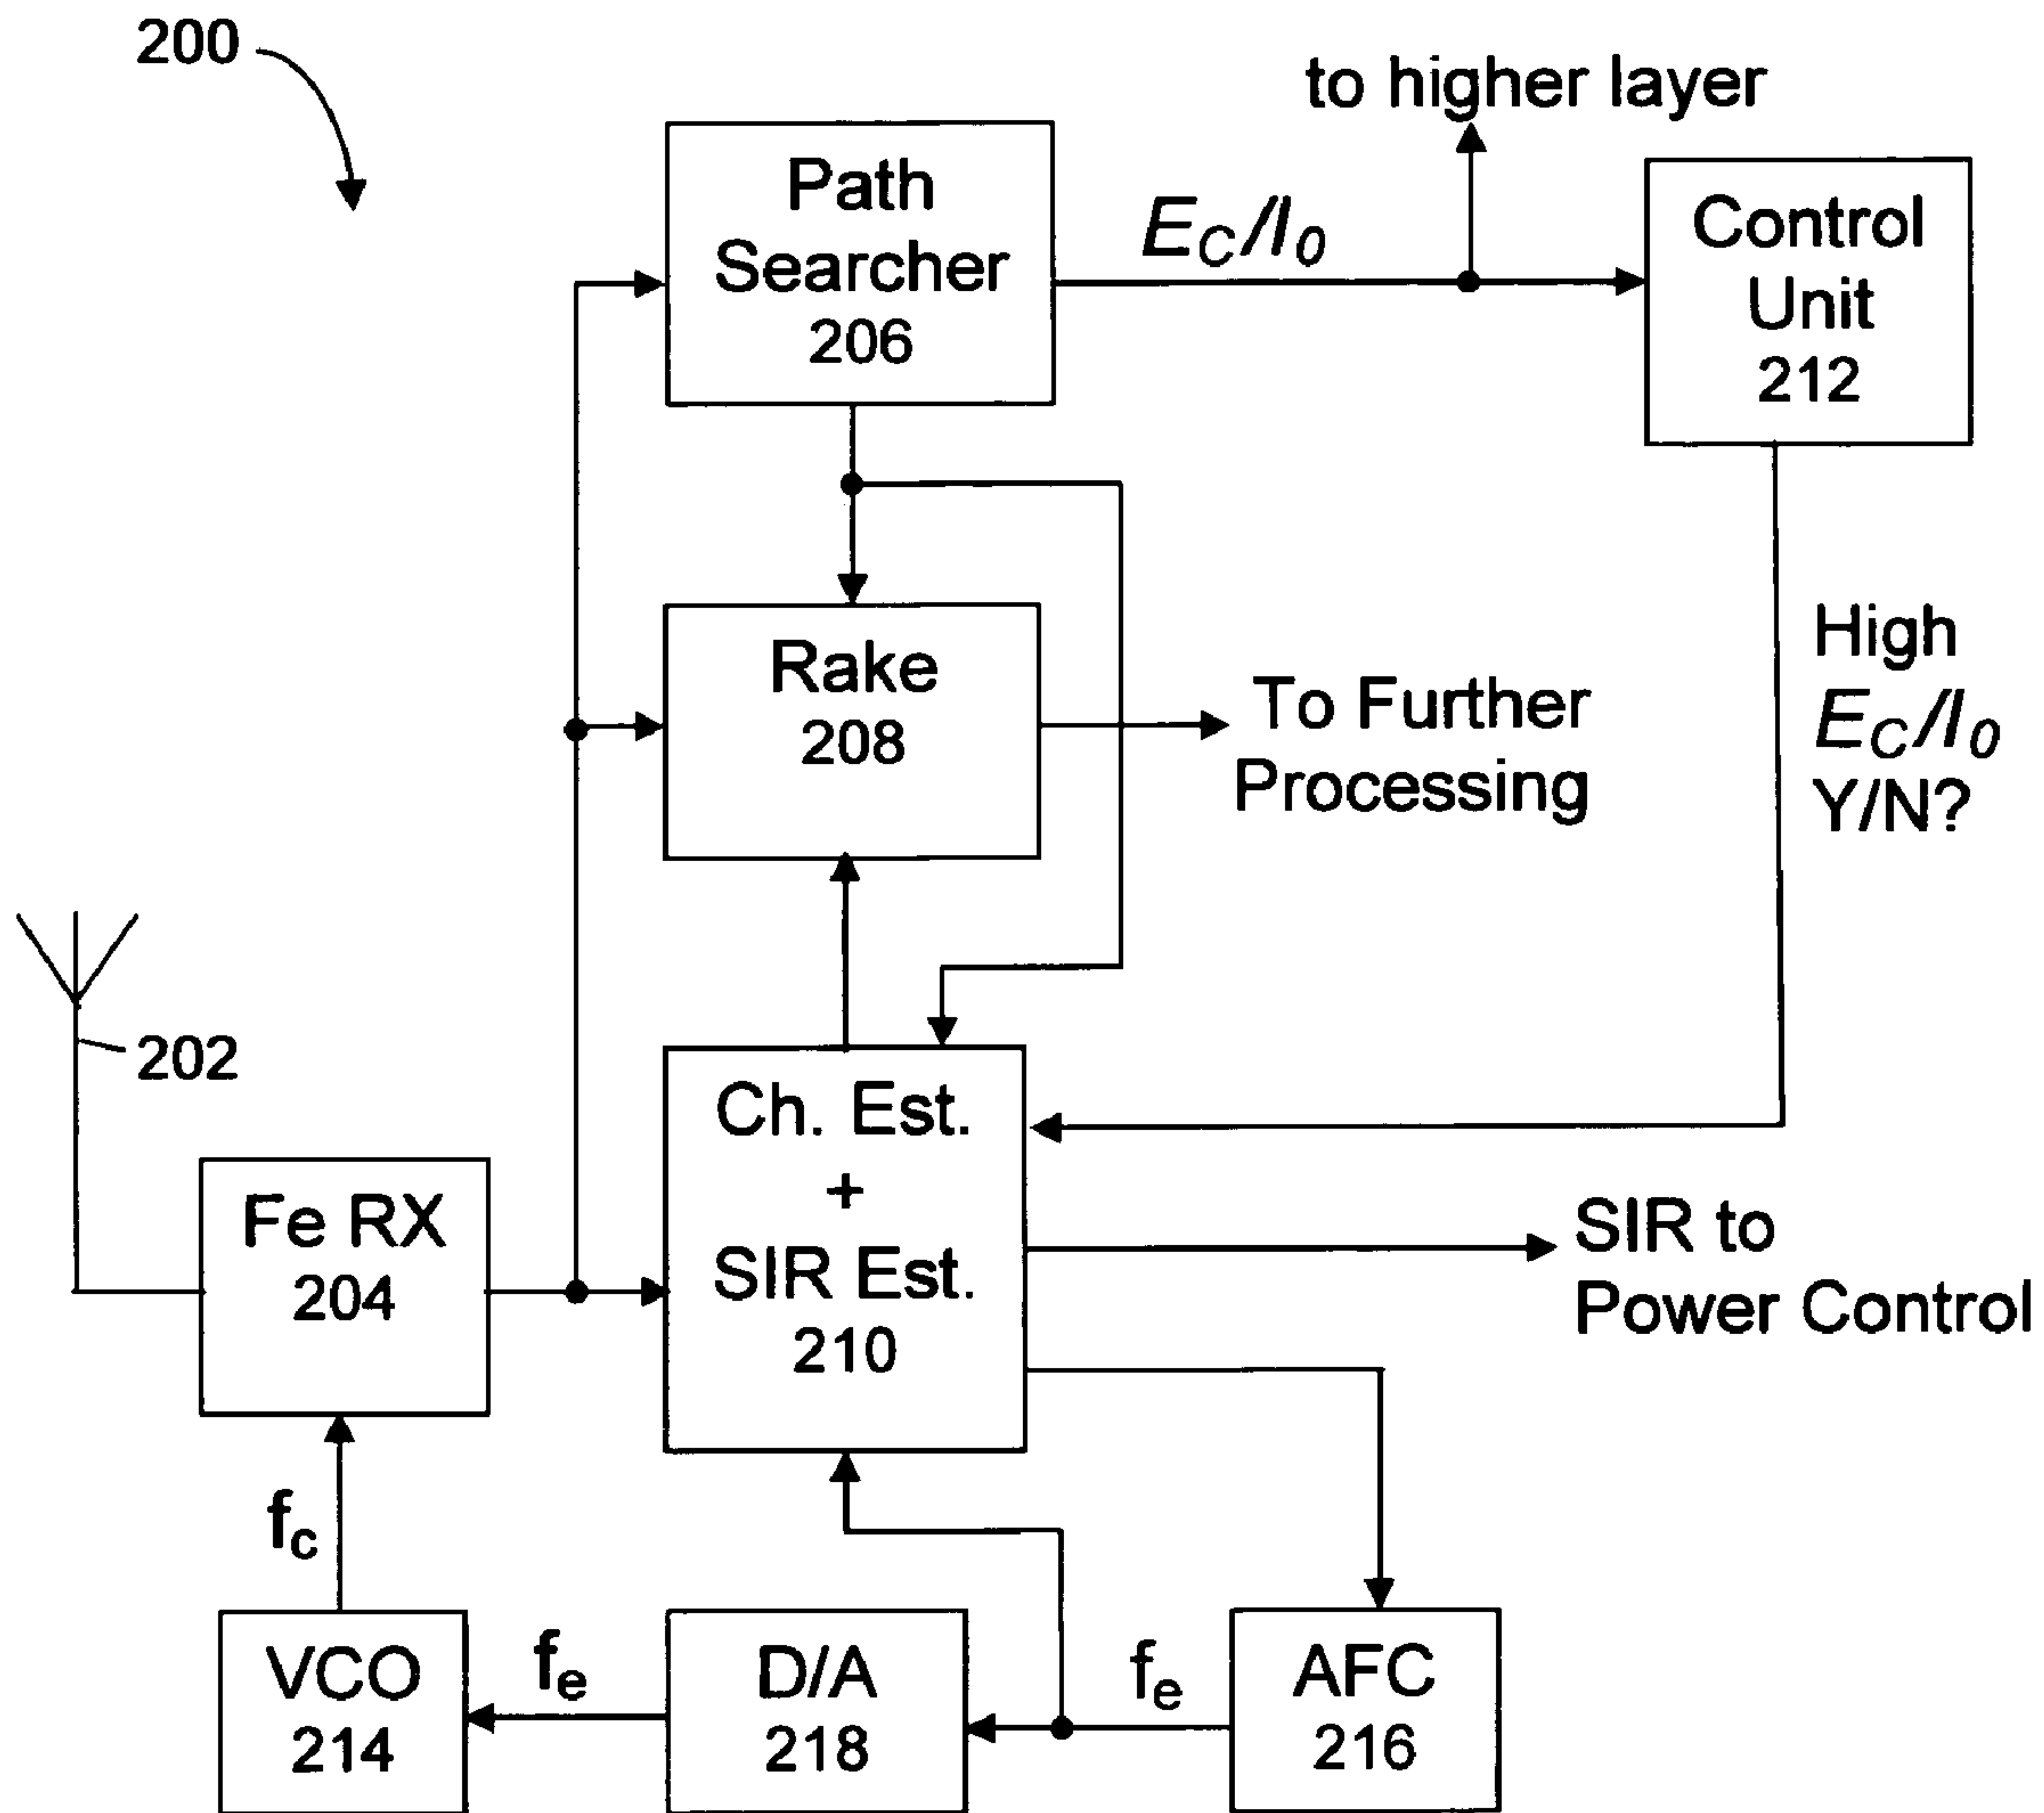 200
to higher layer
Path
Searcher
206
E_C/I_0
Control
Unit
212
Rake
208
To Further
Processing
High
E_C/I_0
Y/N?
202
Ch. Est.
+
SIR Est.
210
Fe RX
204
SIR to
Power Control
f_c
VCO
214
f_e
D/A
218
f_e
AFC
216